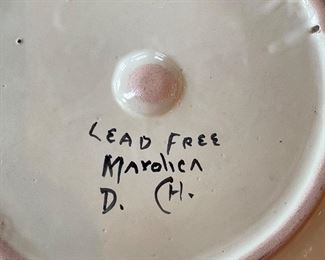 LEAD FREE
Marolica
D. CH.